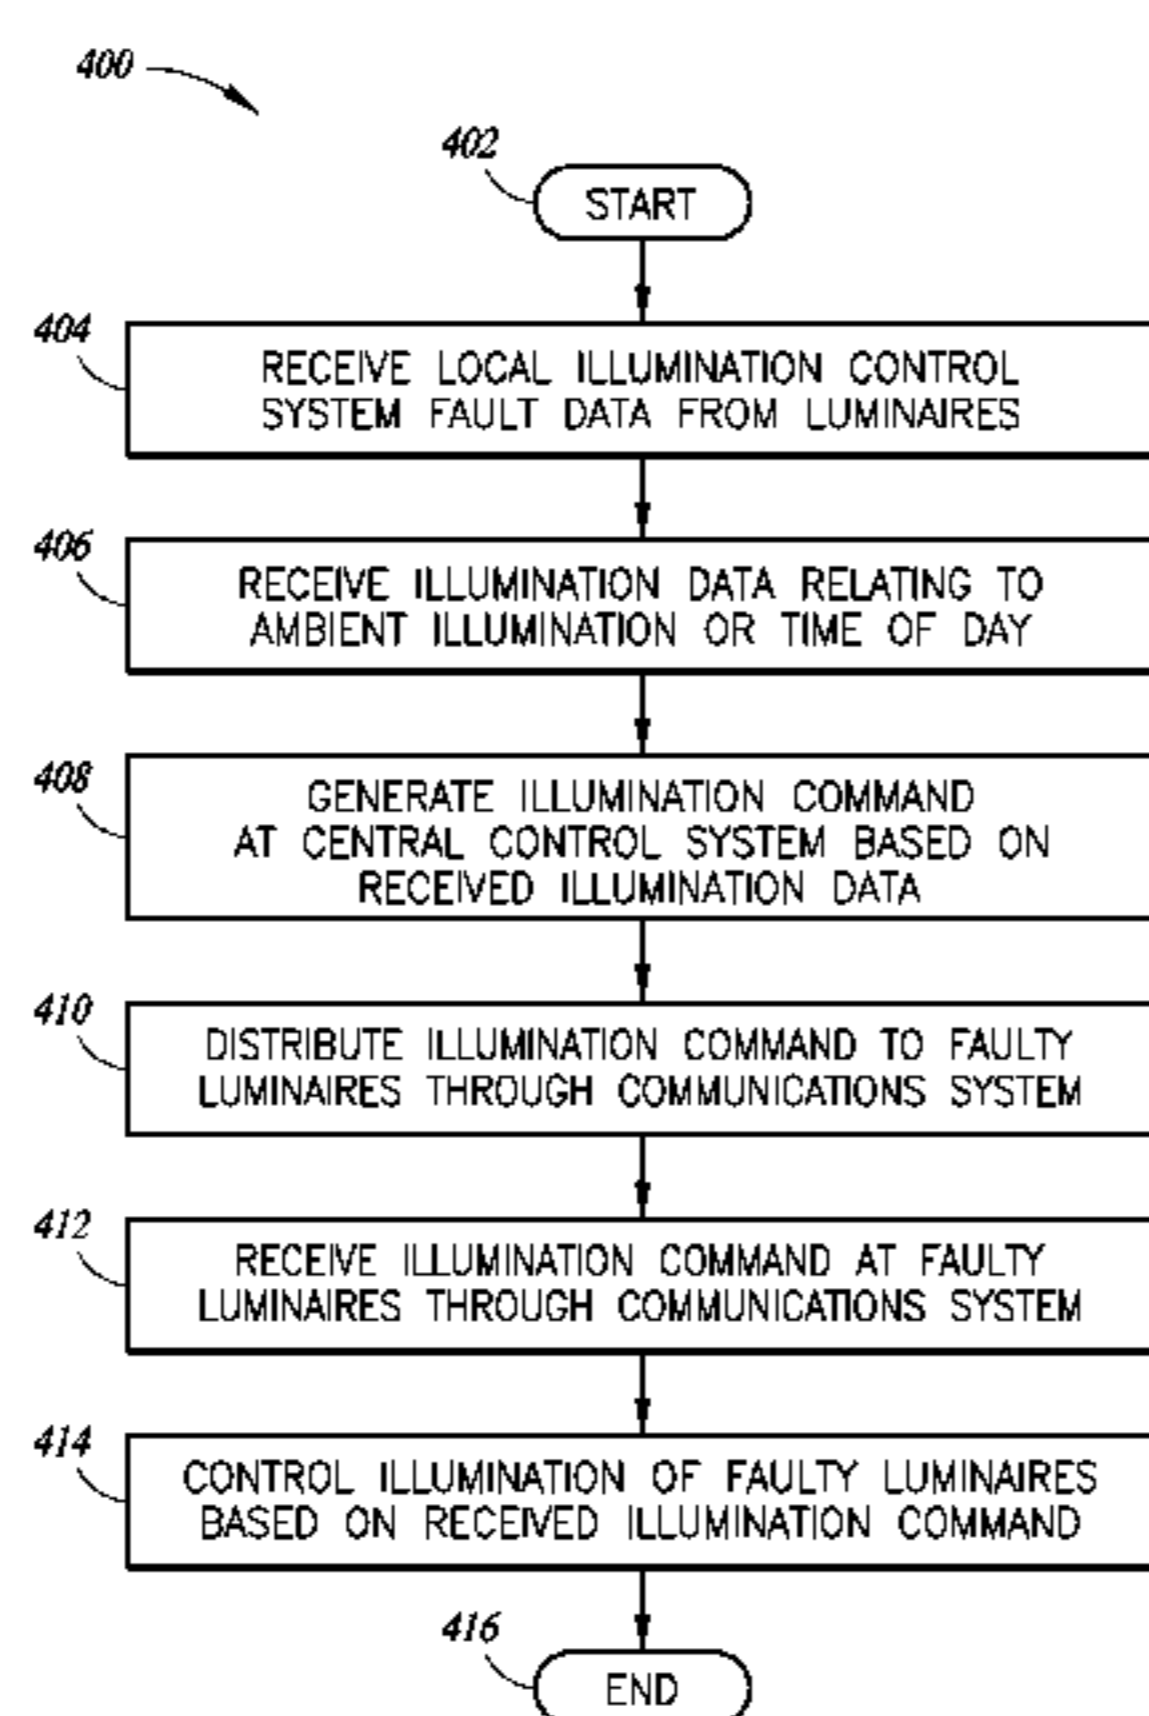 400
402
START
404
RECEIVE LOCAL ILLUMINATION CONTROL
SYSTEM FAULT DATA FROM LUMINAIRES
406
RECEIVE ILLUMINATION DATA RELATING TO
AMBIENT ILLUMINATION OR TIME OF DAY
408
GENERATE ILLUMINATION COMMAND
AT CENTRAL CONTROL SYSTEM BASED ON
RECEIVED ILLUMINATION DATA
410
DISTRIBUTE ILLUMINATION COMMAND TO FAULTY
LUMINAIRES THROUGH COMMUNICATIONS SYSTEM
412
RECEIVE ILLUMINATION COMMAND AT FAULTY
LUMINAIRES THROUGH COMMUNICATIONS SYSTEM
414
CONTROL ILLUMINATION OF FAULTY LUMINAIRES
BASED ON RECEIVED ILLUMINATION COMMAND
416
END